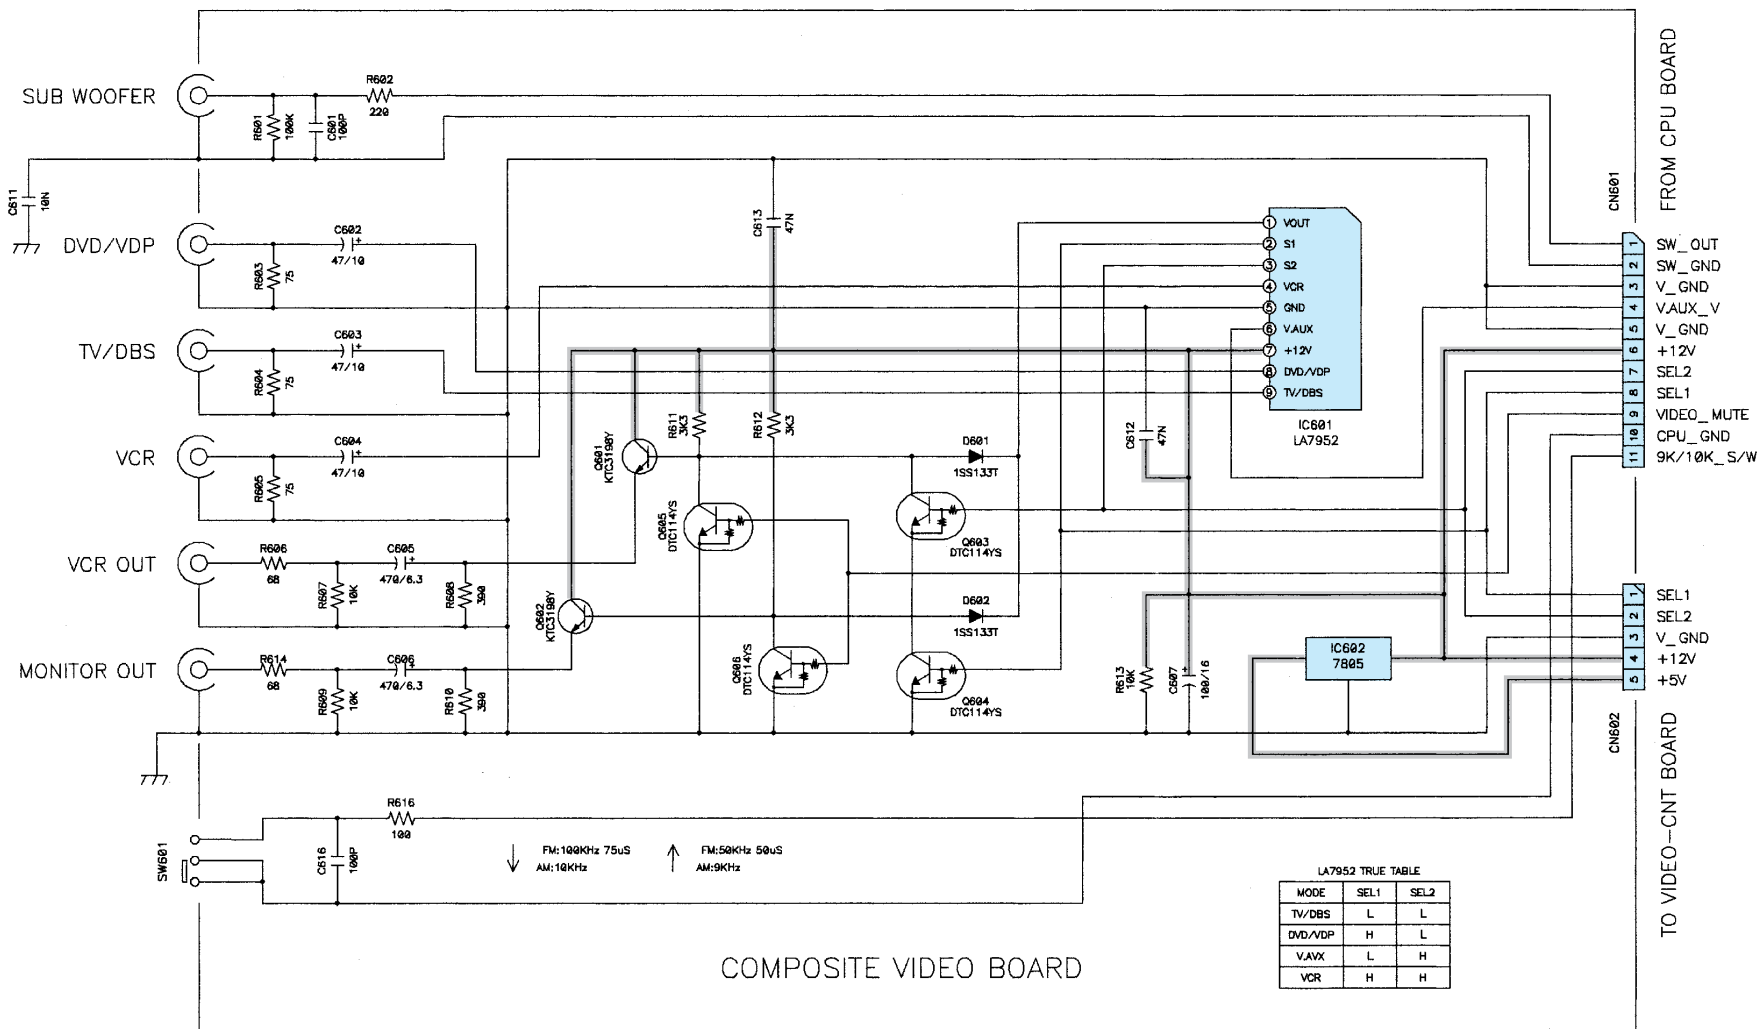 FROM CPU BOARD
SUB WOOFER
R602
220
R601
100K
C601
100P
C611
10N
CN601
DVD/VDP
C602
47/10
R603
75
C613
47N
1 VOUT
2 S1
3 S2
4 VCR
5 GND
6 V.AUX
7 +12V
8 DVD/VDP
9 TV/DBS
IC601
LA7952
1 SW_OUT
2 SW_GND
3 V_GND
4 V.AUX_V
5 V_GND
6 +12V
7 SEL2
8 SEL1
9 VIDEO_MUTE
10 CPU_GND
11 9K/10K_S/W
TV/DBS
C603
47/10
R604
75
R611
3K3
R612
3K3
C612
47N
VCR
C604
47/10
R605
75
Q601
KTC3198Y
D601
1SS133T
Q605
DTC114YS
Q603
DTC114YS
VCR OUT
R606
68
R607
10K
C605
470/6.3
R608
390
Q602
KTC3198Y
D602
1SS133T
1 SEL1
2 SEL2
3 V_GND
4 +12V
5 +5V
IC602
7805
MONITOR OUT
R614
68
R609
10K
C606
470/6.3
R610
390
Q606
DTC114YS
Q604
DTC114YS
R613
10K
C607
100/16
CN602
TO VIDEO-CNT BOARD
SW601
R616
100
C616
100P
↓ FM:100KHz 75uS
AM:10KHz
↑ FM:50KHz 50uS
AM:9KHz
LA7952 TRUE TABLE
MODE SEL1 SEL2
TV/DBS L L
DVD/VDP H L
V.AVX L H
VCR H H
COMPOSITE VIDEO BOARD